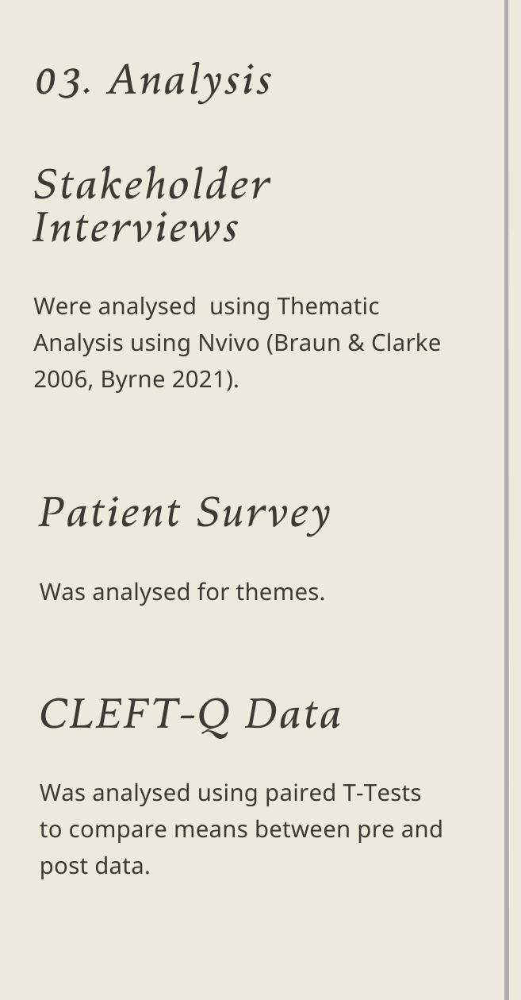 03. Analysis
Stakeholder
Interviews
Were analysed  using Thematic
Analysis using Nvivo (Braun & Clarke
2006, Byrne 2021).
Patient Survey
Was analysed for themes.
CLEFT-Q Data
Was analysed using paired T-Tests
to compare means between pre and
post data.